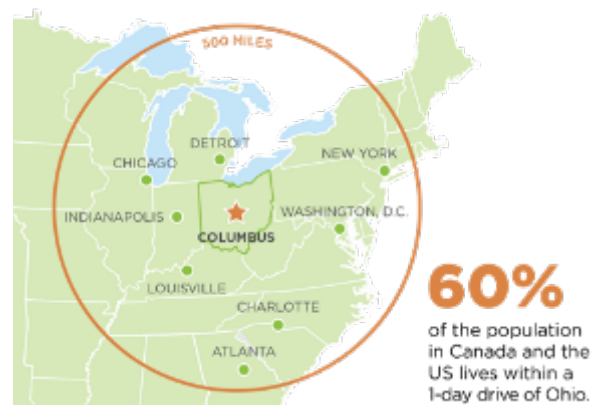 500 MILES
DETROIT
CHICAGO
NEW YORK
INDIANAPOLIS
WASHINGTON, D.C.
COLUMBUS
LOUISVILLE
CHARLOTTE
ATLANTA
60%
of the population
in Canada and the
US lives within a
1-day drive of Ohio.